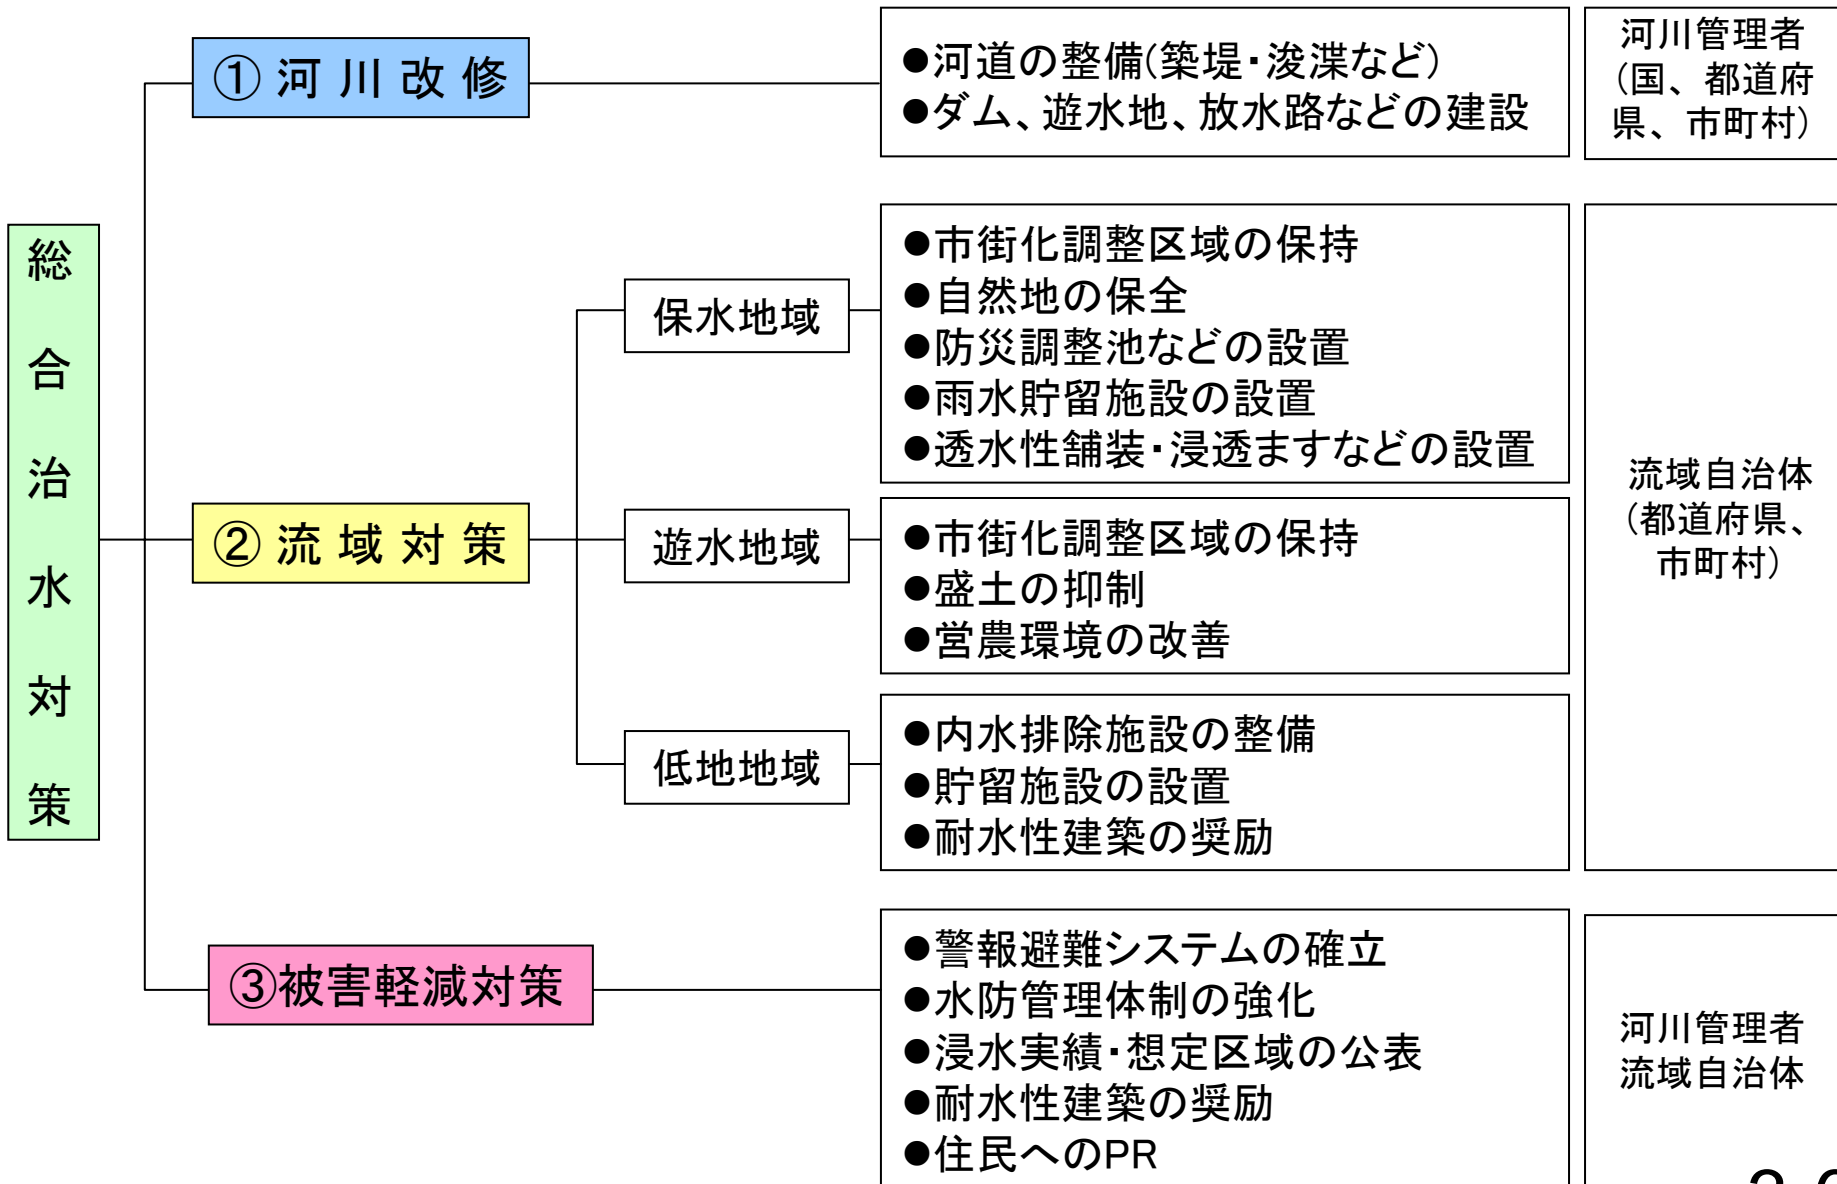 総合治水対策
①河川改修
●河道の整備(築堤・浚渫など)
●ダム、遊水地、放水路などの建設
河川管理者
(国、都道府
県、市町村)
②流域対策
保水地域
●市街化調整区域の保持
●自然地の保全
●防災調整池などの設置
●雨水貯留施設の設置
●透水性舗装・浸透ますなどの設置
遊水地域
●市街化調整区域の保持
●盛土の抑制
●営農環境の改善
低地地域
●内水排除施設の整備
●貯留施設の設置
●耐水性建築の奨励
流域自治体
(都道府県、
市町村)
③被害軽減対策
●警報避難システムの確立
●水防管理体制の強化
●浸水実績・想定区域の公表
●耐水性建築の奨励
●住民へのPR
河川管理者
流域自治体